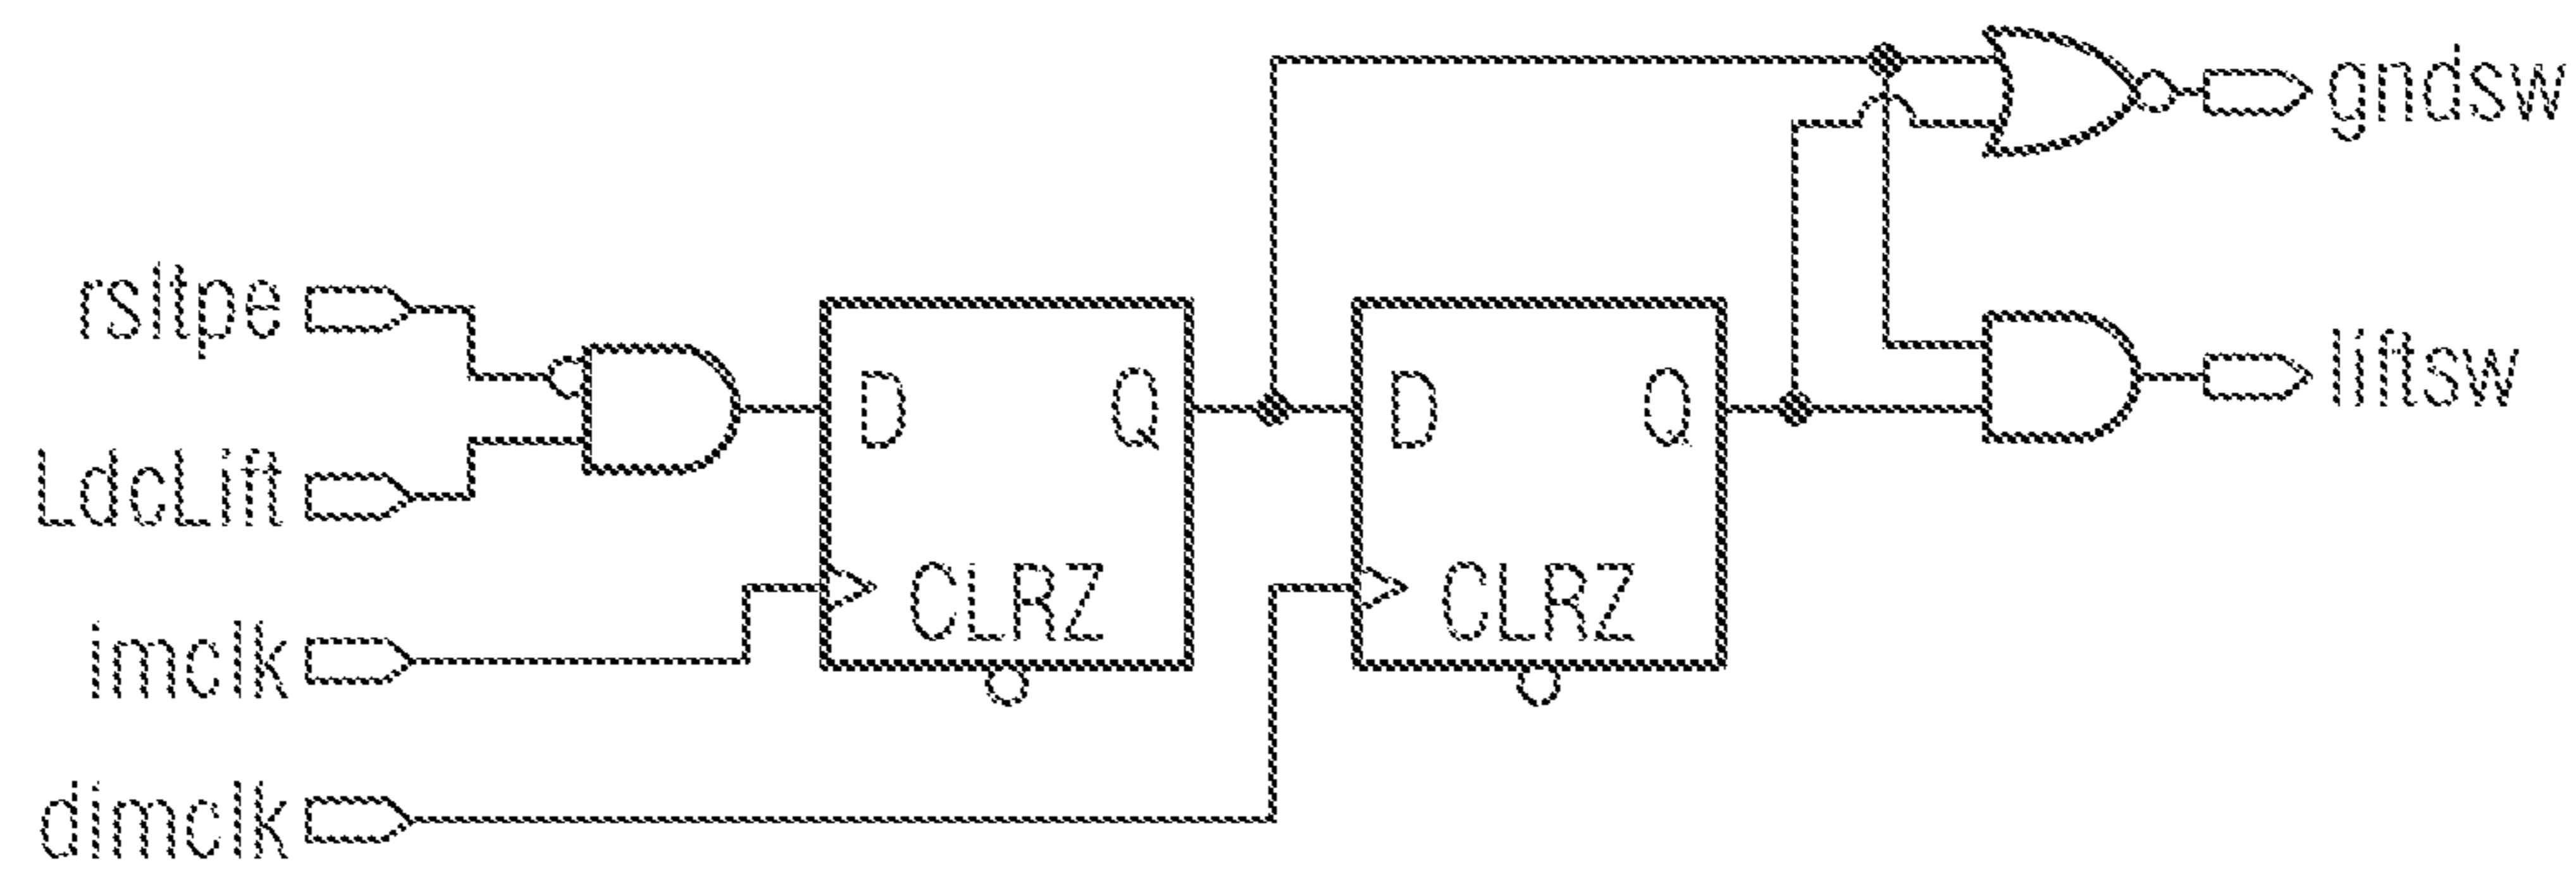 gndsw
rsltpe
liftsw
LdcLift
D Q D Q
imclk
CLRZ CLRZ
dimclk